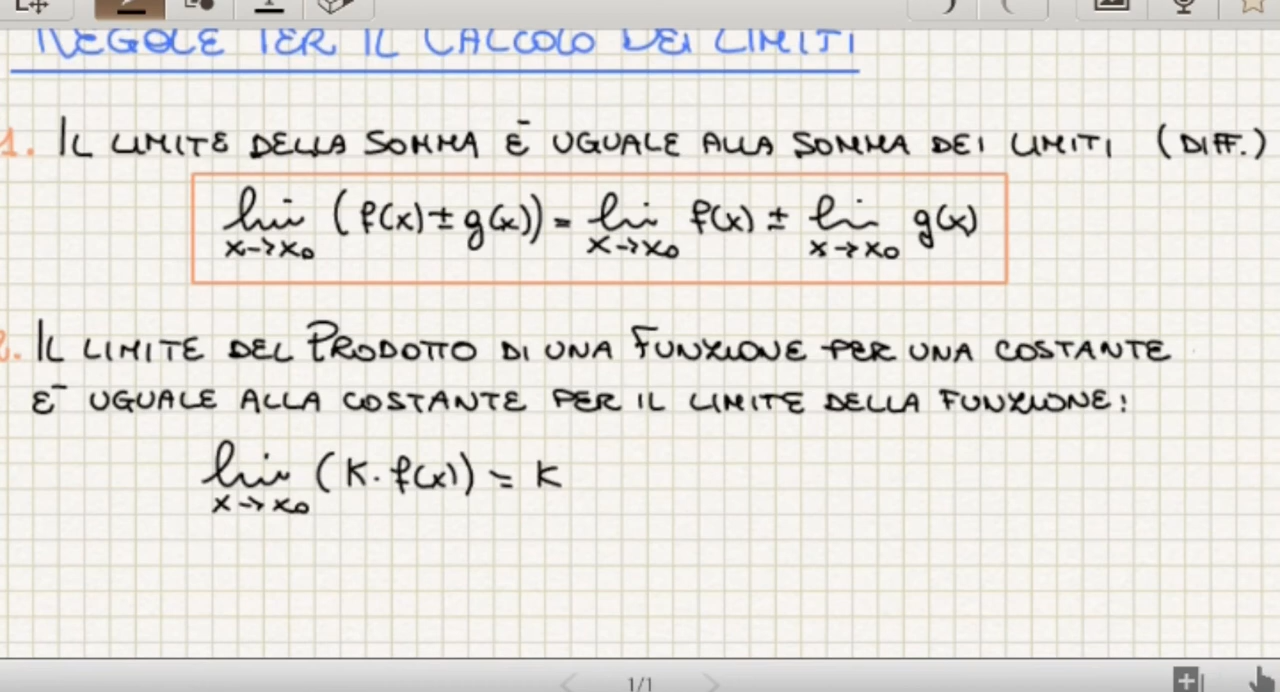 REGOLE PER IL CALCOLO DEI LIMITI
1. IL LIMITE DELLA SOMMA È UGUALE ALLA SOMMA DEI LIMITI (DIFF.)
lim (f(x) ± g(x)) = lim f(x) ± lim g(x)
x→x₀ x→x₀ x→x₀
2. IL LIMITE DEL PRODOTTO DI UNA FUNZIONE PER UNA COSTANTE
È UGUALE ALLA COSTANTE PER IL LIMITE DELLA FUNZIONE:
lim (K · f(x)) = K
x→x₀
1/1